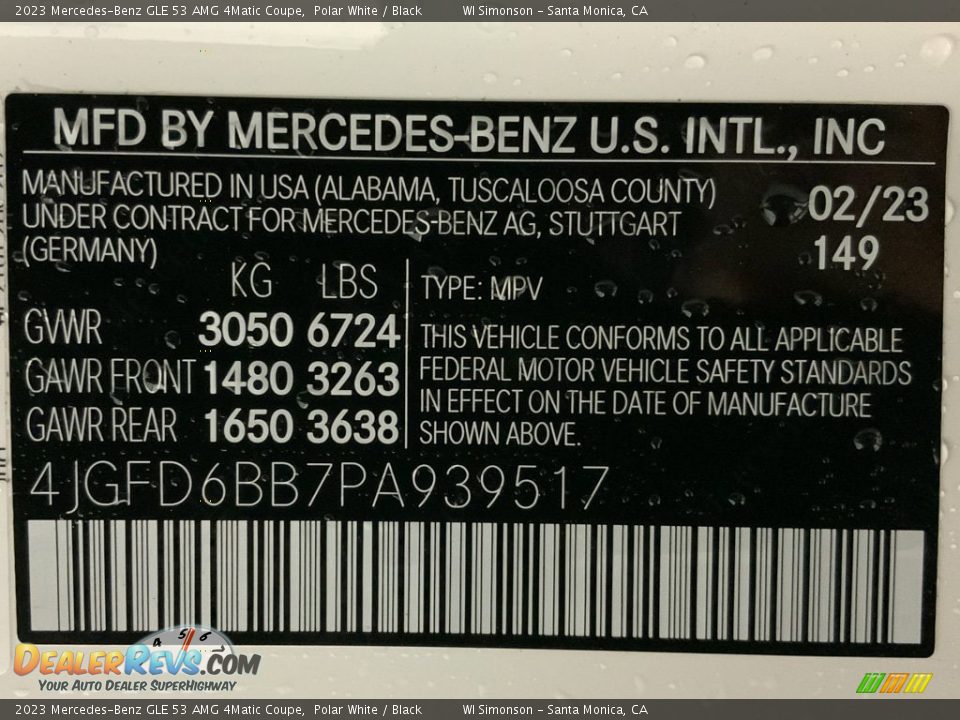 2023 Mercedes-Benz GLE 53 AMG 4Matic Coupe, Polar White / Black WI Simonson - Santa Monica, CA
MFD BY MERCEDES-BENZ U.S. INTL., INC
MANUFACTURED IN USA (ALABAMA, TUSCALOOSA COUNTY)
UNDER CONTRACT FOR MERCEDES-BENZ AG, STUTTGART
(GERMANY)
02/23
149
KG LBS
GVWR 3050 6724
GAWR FRONT 1480 3263
GAWR REAR 1650 3638
TYPE: MPV
THIS VEHICLE CONFORMS TO ALL APPLICABLE
FEDERAL MOTOR VEHICLE SAFETY STANDARDS
IN EFFECT ON THE DATE OF MANUFACTURE
SHOWN ABOVE.
4JGFD6BB7PA939517
4 5 6
DEALERREVS.COM
YOUR AUTO DEALER SUPERHIGHWAY
2023 Mercedes-Benz GLE 53 AMG 4Matic Coupe, Polar White / Black WI Simonson - Santa Monica, CA